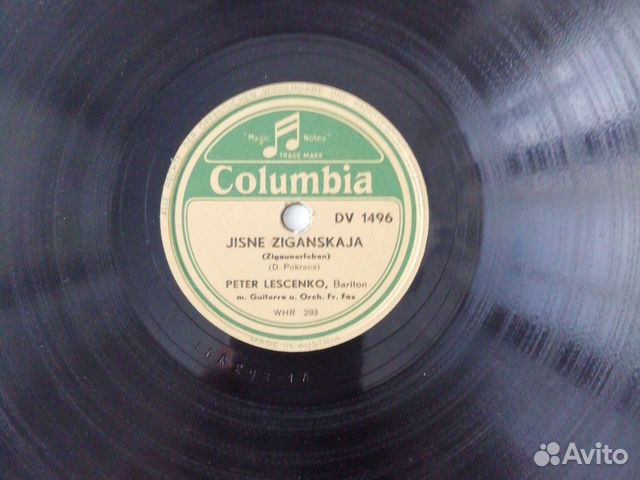 "Magic Notes"
TRADE MARK
Columbia
DV 1496
JISNE ZIGANSKAJA
(Zigeunerleben)
(D. Pokrass)
PETER LESCENKO, Bariton
m. Guitarre u. Orch. Fr. Fox
WHR 293
MADE IN AUSTRIA
Avito